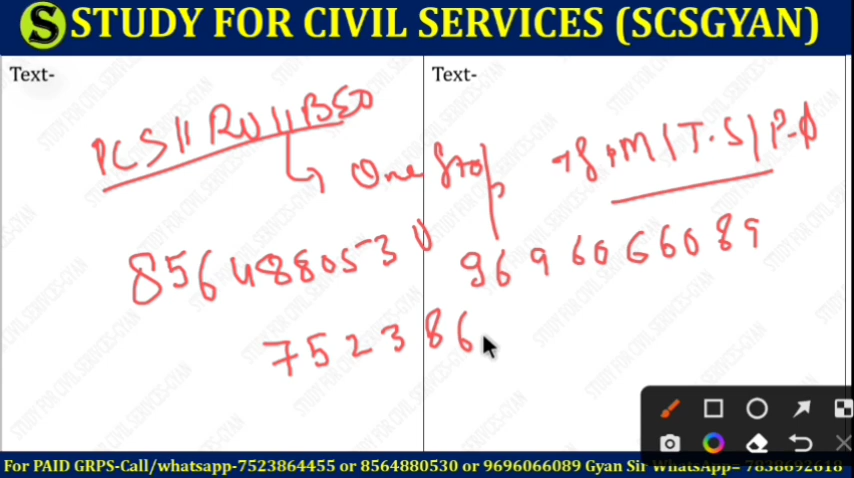 S STUDY FOR CIVIL SERVICES (SCSGYAN)
Text- Text-
PCS || RO || BEO
One Stop
8564880530 9696066089
752386
For PAID GRPS-Call/whatsapp-7523864455 or 8564880530 or 9696066089 Gyan Sir WhatsApp= 7838692618